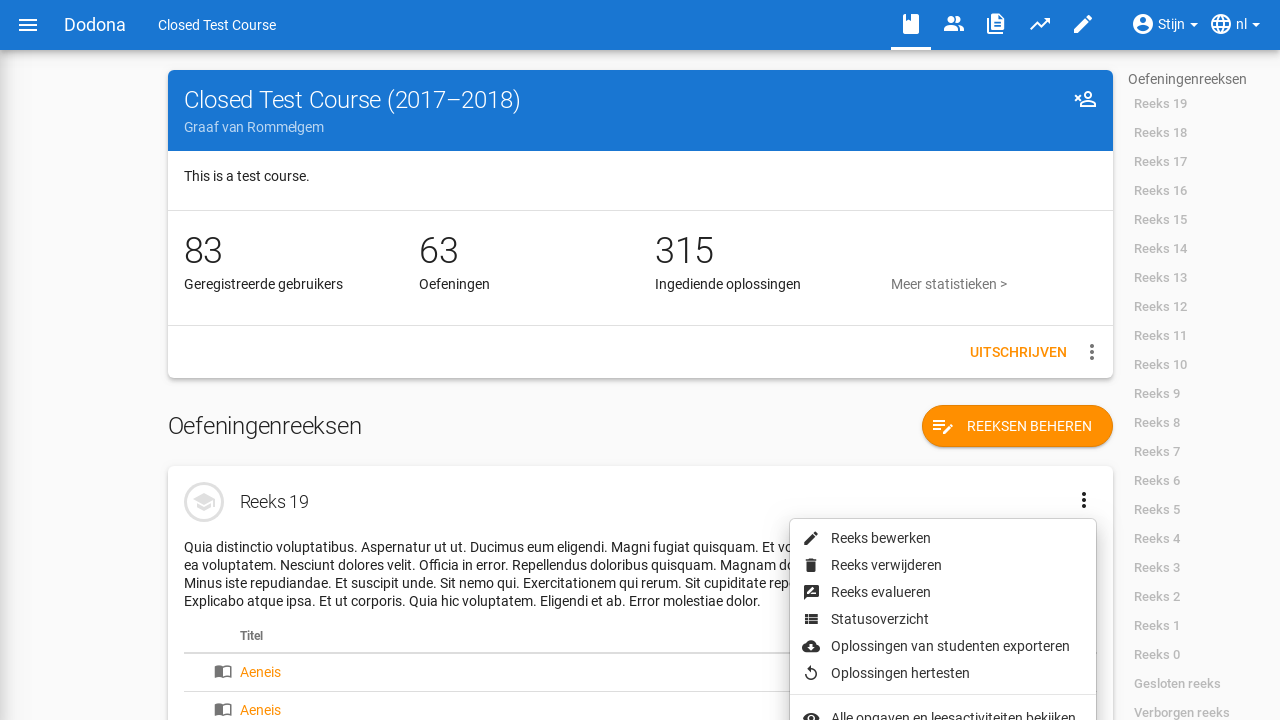 Dodona
Closed Test Course
Stijn
nl
Closed Test Course (2017–2018)
Graaf van Rommelgem
This is a test course.
83
Geregistreerde gebruikers
63
Oefeningen
315
Ingediende oplossingen
Meer statistieken >
UITSCHRIJVEN
Oefeningenreeksen
REEKSEN BEHEREN
Reeks 19
Quia distinctio voluptatibus. Aspernatur ut ut. Ducimus eum eligendi. Magni fugiat quisquam. Et
ea voluptatem. Nesciunt dolores velit. Officia in error. Repellendus doloribus quisquam. Magnam
Minus iste repudiandae. Et suscipit unde. Sit nemo qui. Exercitationem qui rerum. Sit cupiditate
Explicabo atque ipsa. Et ut corporis. Quia hic voluptatem. Eligendi et ab. Error molestiae dolor.
Titel
Aeneis
Aeneis
Reeks bewerken
Reeks verwijderen
Reeks evalueren
Statusoverzicht
Oplossingen van studenten exporteren
Oplossingen hertesten
Alle opgaven en leesactiviteiten bekijken
Oefeningenreeksen
Reeks 19
Reeks 18
Reeks 17
Reeks 16
Reeks 15
Reeks 14
Reeks 13
Reeks 12
Reeks 11
Reeks 10
Reeks 9
Reeks 8
Reeks 7
Reeks 6
Reeks 5
Reeks 4
Reeks 3
Reeks 2
Reeks 1
Reeks 0
Gesloten reeks
Verborgen reeks